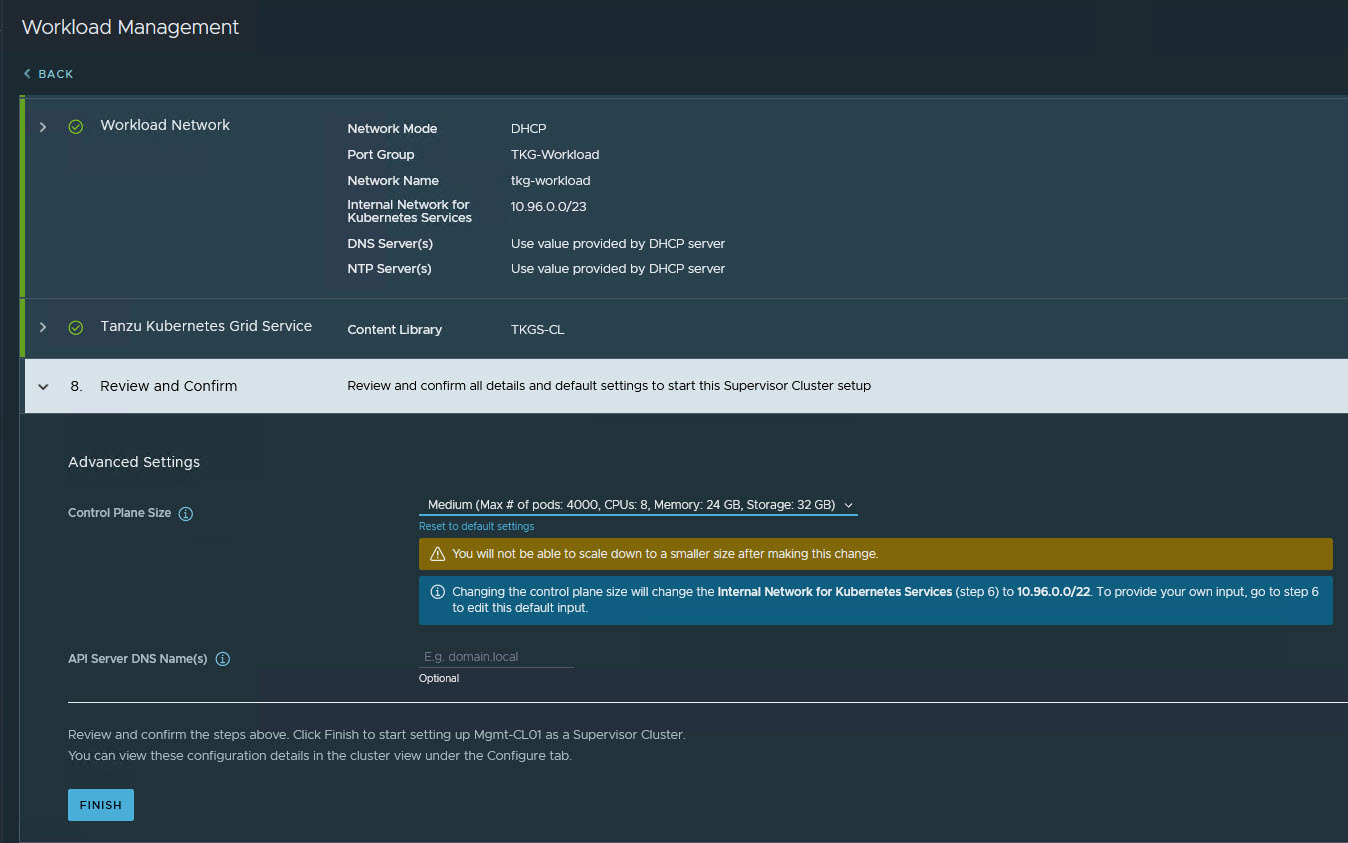 Workload Management
BACK
Workload Network
Network Mode DHCP
Port Group TKG-Workload
Network Name tkg-workload
Internal Network for
Kubernetes Services 10.96.0.0/23
DNS Server(s) Use value provided by DHCP server
NTP Server(s) Use value provided by DHCP server
Tanzu Kubernetes Grid Service Content Library TKGS-CL
8. Review and Confirm Review and confirm all details and default settings to start this Supervisor Cluster setup
Advanced Settings
Control Plane Size Medium (Max # of pods: 4000, CPUs: 8, Memory: 24 GB, Storage: 32 GB)
Reset to default settings
You will not be able to scale down to a smaller size after making this change.
Changing the control plane size will change the Internal Network for Kubernetes Services (step 6) to 10.96.0.0/22. To provide your own input, go to step 6
to edit this default input.
API Server DNS Name(s) E.g. domain.local
Optional
Review and confirm the steps above. Click Finish to start setting up Mgmt-CL01 as a Supervisor Cluster.
You can view these configuration details in the cluster view under the Configure tab.
FINISH